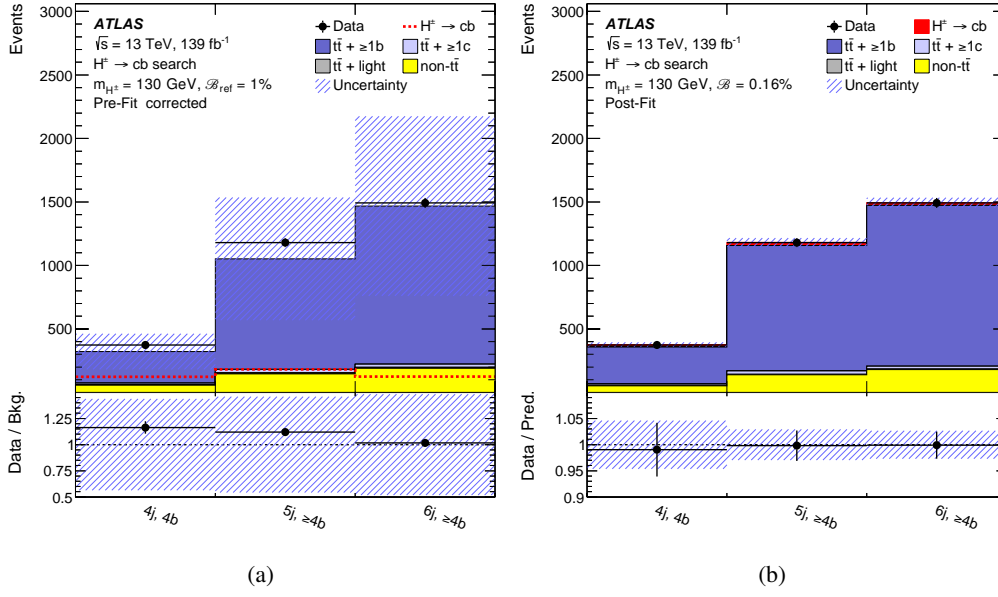 Events
3000
2500
2000
1500
1000
500
ATLAS
√s = 13 TeV, 139 fb⁻¹
H± → cb search
m_H± = 130 GeV, ℬ_ref = 1%
Pre-Fit corrected
Data
H± → cb
tt̄ + ≥1b
tt̄ + ≥1c
tt̄ + light
non-tt̄
Uncertainty
Data / Bkg.
1.25
1
0.75
0.5
4j, 4b
5j, ≥4b
6j, ≥4b
(a)
Events
3000
2500
2000
1500
1000
500
ATLAS
√s = 13 TeV, 139 fb⁻¹
H± → cb search
m_H± = 130 GeV, ℬ = 0.16%
Post-Fit
Data
H± → cb
tt̄ + ≥1b
tt̄ + ≥1c
tt̄ + light
non-tt̄
Uncertainty
Data / Pred.
1.05
1
0.95
0.9
4j, 4b
5j, ≥4b
6j, ≥4b
(b)